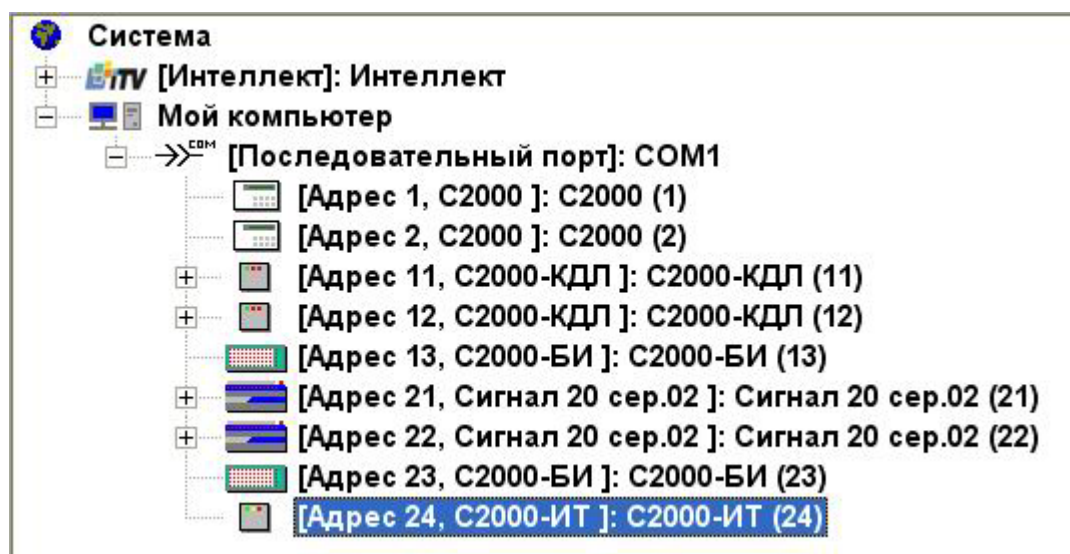 Система
iTV [Интеллект]: Интеллект
Мой компьютер
COM [Последовательный порт]: COM1
[Адрес 1, С2000 ]: С2000 (1)
[Адрес 2, С2000 ]: С2000 (2)
[Адрес 11, С2000-КДЛ ]: С2000-КДЛ (11)
[Адрес 12, С2000-КДЛ ]: С2000-КДЛ (12)
[Адрес 13, С2000-БИ ]: С2000-БИ (13)
[Адрес 21, Сигнал 20 сер.02 ]: Сигнал 20 сер.02 (21)
[Адрес 22, Сигнал 20 сер.02 ]: Сигнал 20 сер.02 (22)
[Адрес 23, С2000-БИ ]: С2000-БИ (23)
[Адрес 24, С2000-ИТ ]: С2000-ИТ (24)